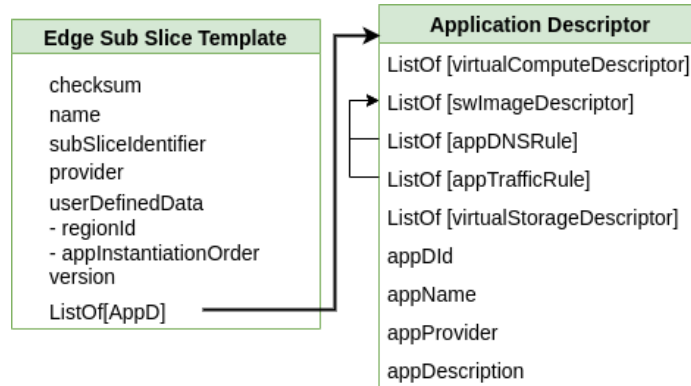 Edge Sub Slice Template
checksum
name
subSliceIdentifier
provider
userDefinedData
- regionId
- appInstantiationOrder
version
ListOf[AppD]
Application Descriptor
ListOf [virtualComputeDescriptor]
ListOf [swImageDescriptor]
ListOf [appDNSRule]
ListOf [appTrafficRule]
ListOf [virtualStorageDescriptor]
appDId
appName
appProvider
appDescription